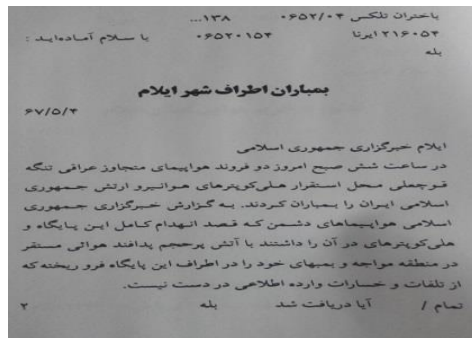 باختران تلکس ۰۶۵۲/۰۴ ۱۳۸...
۲۱۶۰۵۴ ایرنا ۰۶۵۲۰۱۵۴ با سلام آماده‌اید :
بله
بمباران اطراف شهر ایلام
۶۷/۵/۴
ایلام خبرگزاری جمهوری اسلامی
در ساعت شش صبح امروز دو فروند هواپیمای متجاوز عراقی تنگه
قوجعلی محل استقرار هلی‌کوپترهای هوانیرو ارتش جمهوری
اسلامی ایران را بمباران کردند. به گزارش خبرگزاری جمهوری
اسلامی هواپیماهای دشمن که قصد انهدام کامل این پایگاه و
هلی‌کوپترهای در آن را داشتند با آتش پرحجم پدافند هوائی مستقر
در منطقه مواجه و بمبهای خود را در اطراف این پایگاه فرو ریخته که
از تلفات و خسارات وارده اطلاعی در دست نیست.
تمام / آیا دریافت شد بله ۲